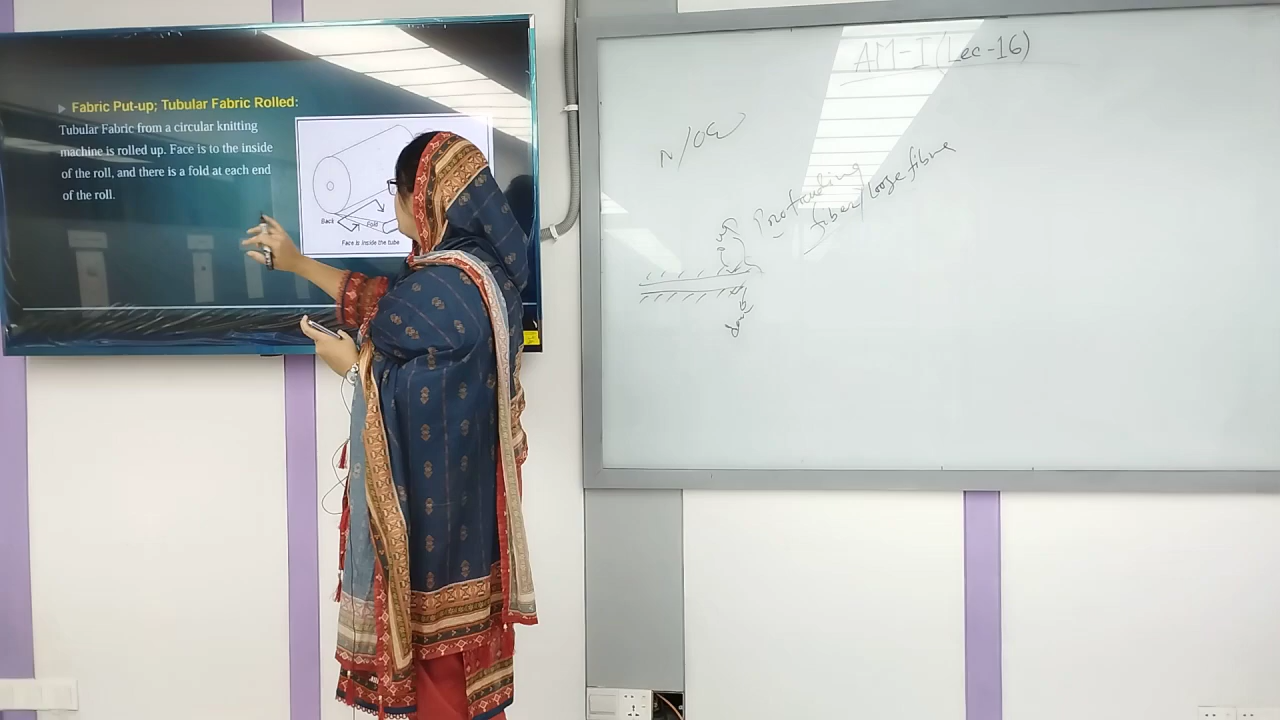 Fabric Put-up; Tubular Fabric Rolled:
Tubular Fabric from a circular knitting
machine is rolled up. Face is to the inside
of the roll, and there is a fold at each end
of the roll.
Back
Fold
Face is inside the tube
AM-I (Lec-16)
N/OW
up
Protruding
fiber/loose fibre